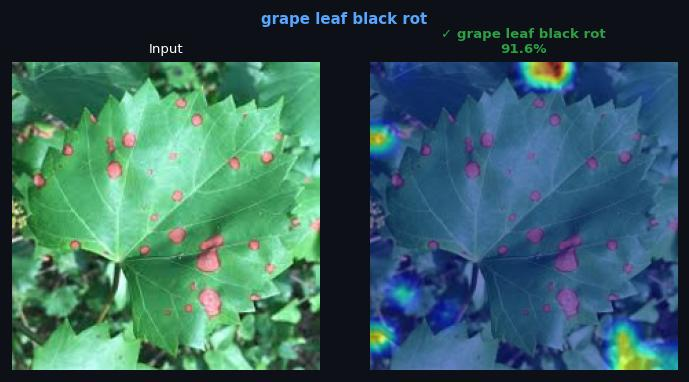 grape leaf black rot
Input
✓ grape leaf black rot
91.6%